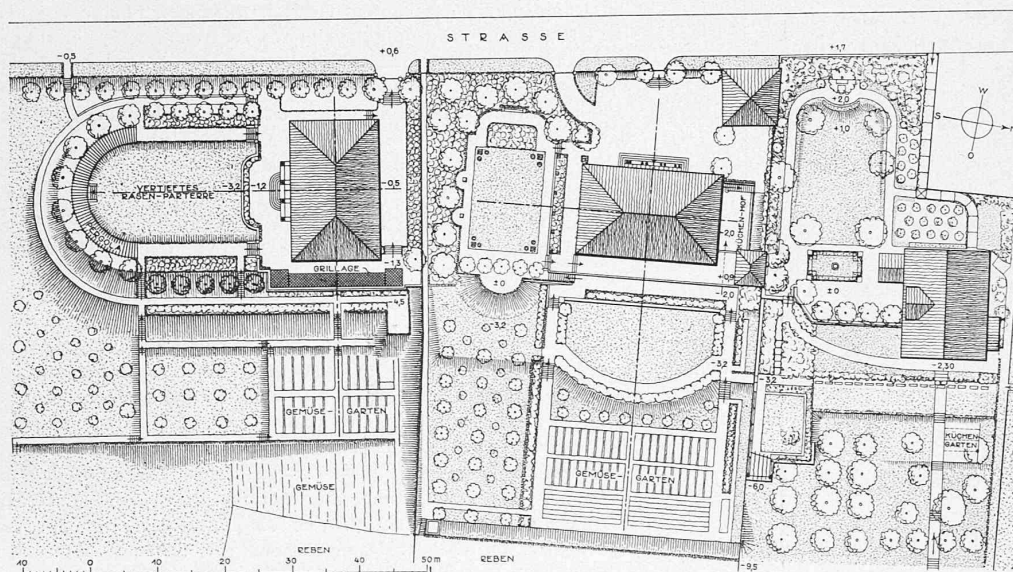 STRASSE
-0,5
+0,6
+1,7
+2,0
+1,0
W
S
N
O
VERTIEFTES
RASEN-PARTERRE
-3,2
-1,2
-0,5
-2,0
KÜCHENHOF
+0,9
-1,3
GRILLAGE
±0
±0
-2,0
-4,5
-3,2
-3,2
-3,2
-2,30
GEMÜSE-
GARTEN
KÜCHEN-
GARTEN
GEMÜSE-
GARTEN
GEMÜSE
-6,0
REBEN
REBEN
10 0 10 20 30 40 50 m
-9,5